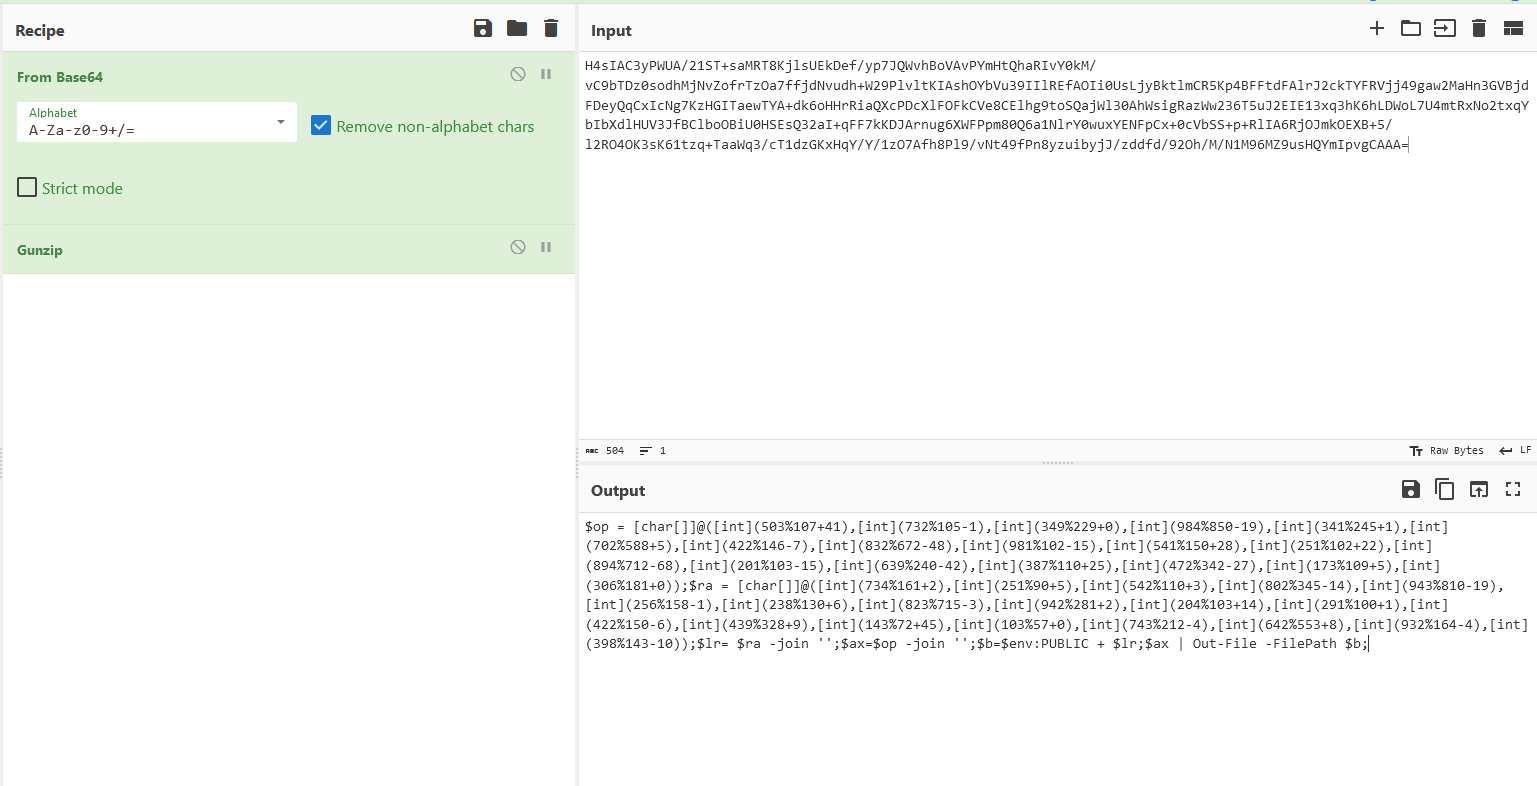 Recipe
From Base64
Alphabet
A-Za-z0-9+/=
Remove non-alphabet chars
Strict mode
Gunzip
Input
H4sIAC3yPWUA/21ST+saMRT8KjlsUEkDef/yp7JQWvhBoVAvPYmHtQhaRIvY0kM/
vC9bTDz0sodhMjNvZofrTzOa7ffjdNvudh+W29PlvltKIAshOYbVu39IIlREfAOIi0UsLjyBktlmCR5Kp4BFFtdFAlrJ2ckTYFRVjj49gaw2MaHn3GVBjd
FDeyQqCxIcNg7KzHGITaewTYA+dk6oHHrRiaQXcPDcXlFOFkCVe8CElhg9toSQajWl30AhWsigRazWw236T5uJ2EIE13xq3hK6hLDWoL7U4mtRxNo2txqY
bIbXdlHUV3JfBClboOBiU0HSEsQ32aI+qFF7kKDJArnug6XWFPpm80Q6a1NlrY0wuxYENFpCx+0cVbSS+p+RlIA6RjOJmkOEXB+5/
l2RO4OK3sK61tzq+TaaWq3/cT1dzGKxHqY/Y/1zO7Afh8Pl9/vNt49fPn8yzuibyjJ/zddfd/92Oh/M/N1M96MZ9usHQYmIpvgCAAA=
504
1
Raw Bytes
LF
Output
$op = [char[]]@([int](503%107+41),[int](732%105-1),[int](349%229+0),[int](984%850-19),[int](341%245+1),[int]
(702%588+5),[int](422%146-7),[int](832%672-48),[int](981%102-15),[int](541%150+28),[int](251%102+22),[int]
(894%712-68),[int](201%103-15),[int](639%240-42),[int](387%110+25),[int](472%342-27),[int](173%109+5),[int]
(306%181+0));$ra = [char[]]@([int](734%161+2),[int](251%90+5),[int](542%110+3),[int](802%345-14),[int](943%810-19),
[int](256%158-1),[int](238%130+6),[int](823%715-3),[int](942%281+2),[int](204%103+14),[int](291%100+1),[int]
(422%150-6),[int](439%328+9),[int](143%72+45),[int](103%57+0),[int](743%212-4),[int](642%553+8),[int](932%164-4),[int]
(398%143-10));$lr= $ra -join '';$ax=$op -join '';$b=$env:PUBLIC + $lr;$ax | Out-File -FilePath $b;